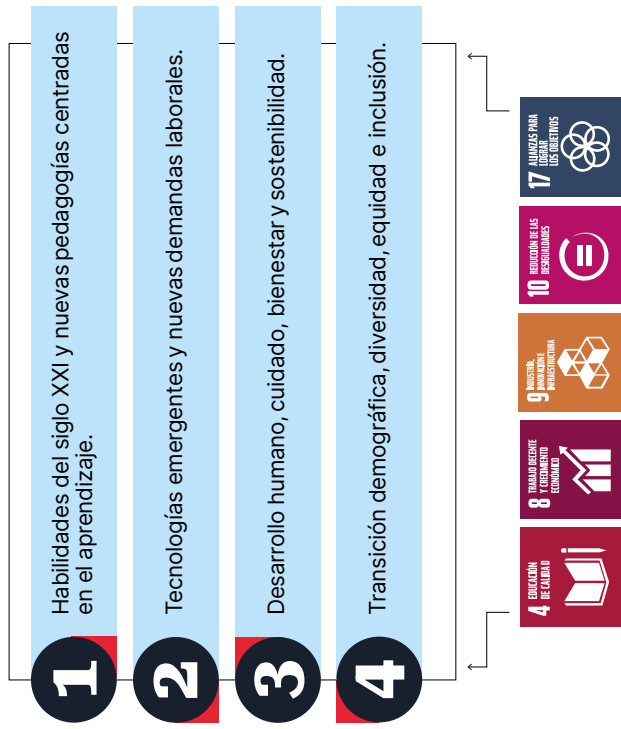 1
Habilidades del siglo XXI y nuevas pedagogías centradas
en el aprendizaje.
2
Tecnologías emergentes y nuevas demandas laborales.
3
Desarrollo humano, cuidado, bienestar y sostenibilidad.
4
Transición demográfica, diversidad, equidad e inclusión.
4 EDUCACIÓN
DE CALIDAD
8 TRABAJO DECENTE
Y CRECIMIENTO
ECONÓMICO
9 INDUSTRIA,
INNOVACIÓN E
INFRAESTRUCTURA
10 REDUCCIÓN DE LAS
DESIGUALDADES
17 ALIANZAS PARA
LOGRAR
LOS OBJETIVOS